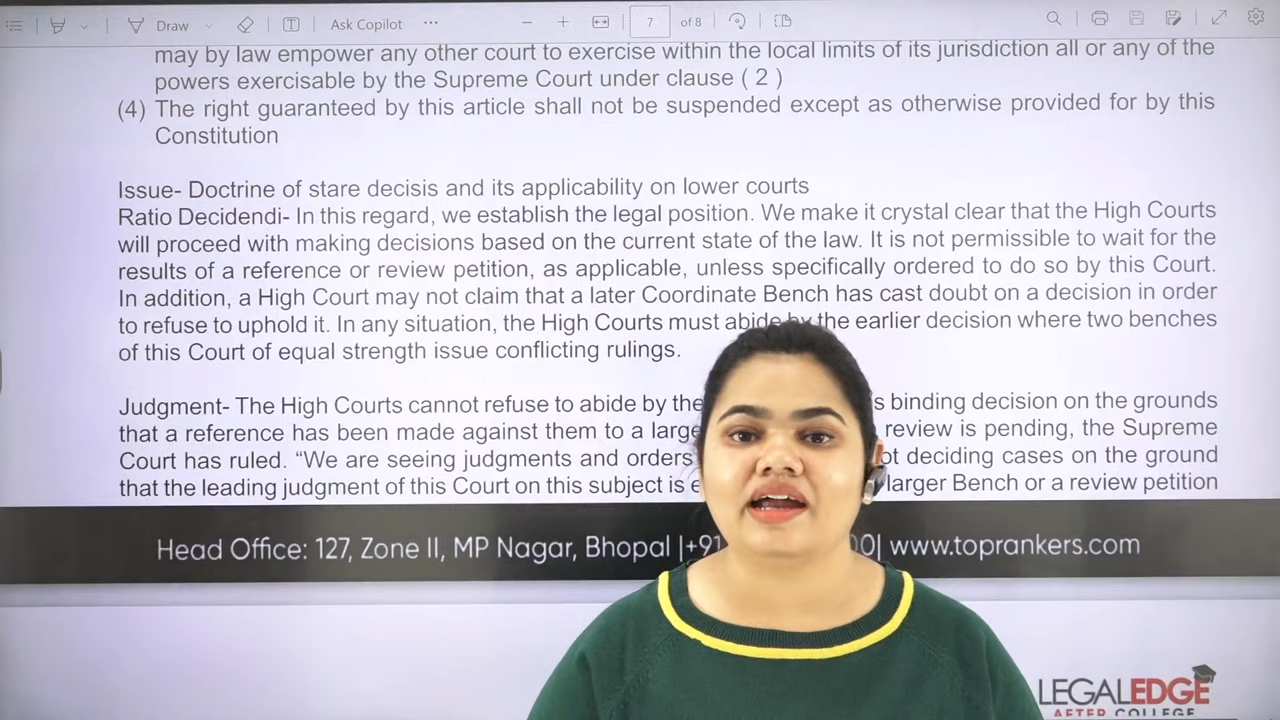 Draw
Ask Copilot
7
of 8
may by law empower any other court to exercise within the local limits of its jurisdiction all or any of the
powers exercisable by the Supreme Court under clause ( 2 )
(4) The right guaranteed by this article shall not be suspended except as otherwise provided for by this
Constitution
Issue- Doctrine of stare decisis and its applicability on lower courts
Ratio Decidendi- In this regard, we establish the legal position. We make it crystal clear that the High Courts
will proceed with making decisions based on the current state of the law. It is not permissible to wait for the
results of a reference or review petition, as applicable, unless specifically ordered to do so by this Court.
In addition, a High Court may not claim that a later Coordinate Bench has cast doubt on a decision in order
to refuse to uphold it. In any situation, the High Courts must abide by the earlier decision where two benches
of this Court of equal strength issue conflicting rulings.
Judgment- The High Courts cannot refuse to abide by the binding decision on the grounds
that a reference has been made against them to a review is pending, the Supreme
Court has ruled. “We are seeing judgments and orders deciding cases on the ground
that the leading judgment of this Court on this subject is larger Bench or a review petition
Head Office: 127, Zone II, MP Nagar, Bhopal |+91 0| www.toprankers.com
LEGALEDGE
AFTER COLLEGE